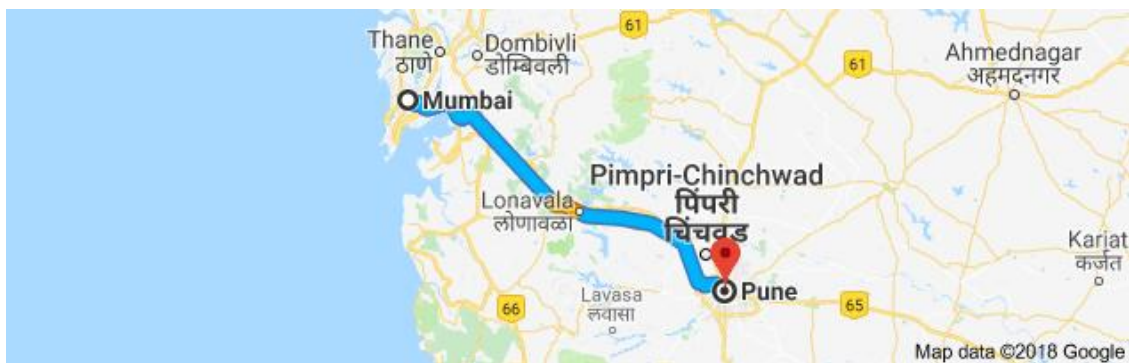 61
Thane
ठाणे
Dombivli
डोम्बिवली
Ahmednagar
अहमदनगर
61
Mumbai
Pimpri-Chinchwad
पिंपरी
चिंचवड
Lonavala
लोणावळा
Karjat
कर्जत
Lavasa
लवासा
66
Pune
65
Map data ©2018 Google